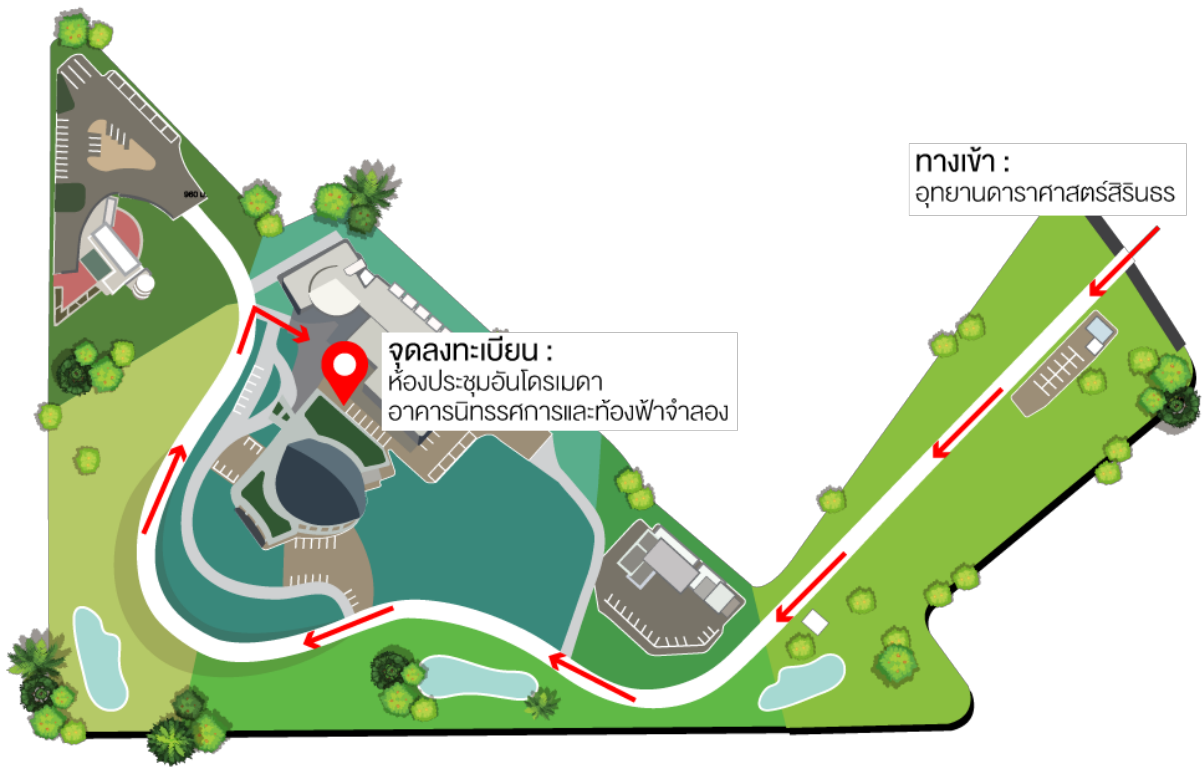 ทางเข้า :
อุทยานดาราศาสตร์สิรินธร
960 ม.
จุดลงทะเบียน :
ห้องประชุมอันโดรเมดา
อาคารนิทรรศการและท้องฟ้าจำลอง